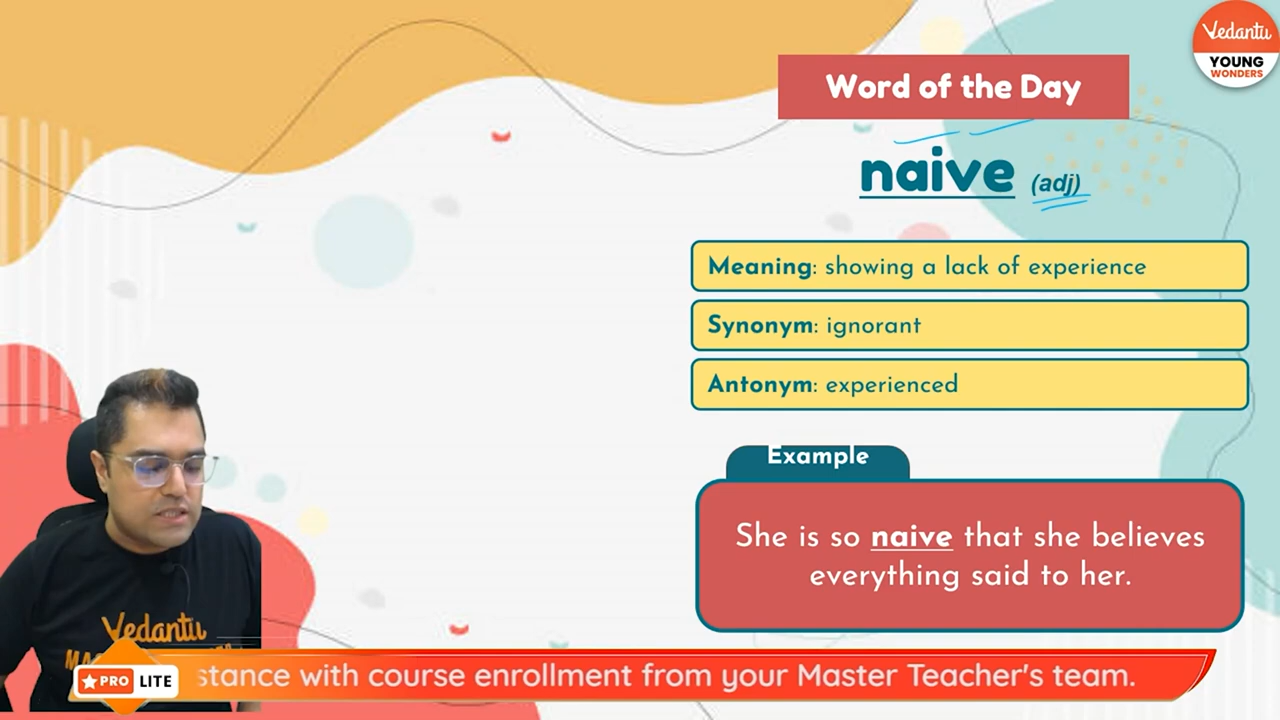 Vedantu
YOUNG
WONDERS
Word of the Day
naive (adj)
Meaning: showing a lack of experience
Synonym: ignorant
Antonym: experienced
Example
She is so naive that she believes
everything said to her.
Vedantu
PRO LITE
stance with course enrollment from your Master Teacher's team.